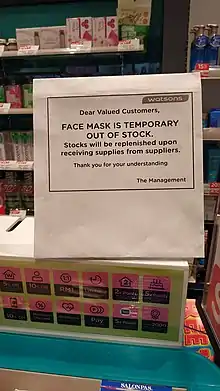 watsons
Dear Valued Customers,
FACE MASK IS TEMPORARY
OUT OF STOCK.
Stocks will be replenished upon
receiving supplies from suppliers.
Thank you for your understanding
The Management
Pay
SALONPAS